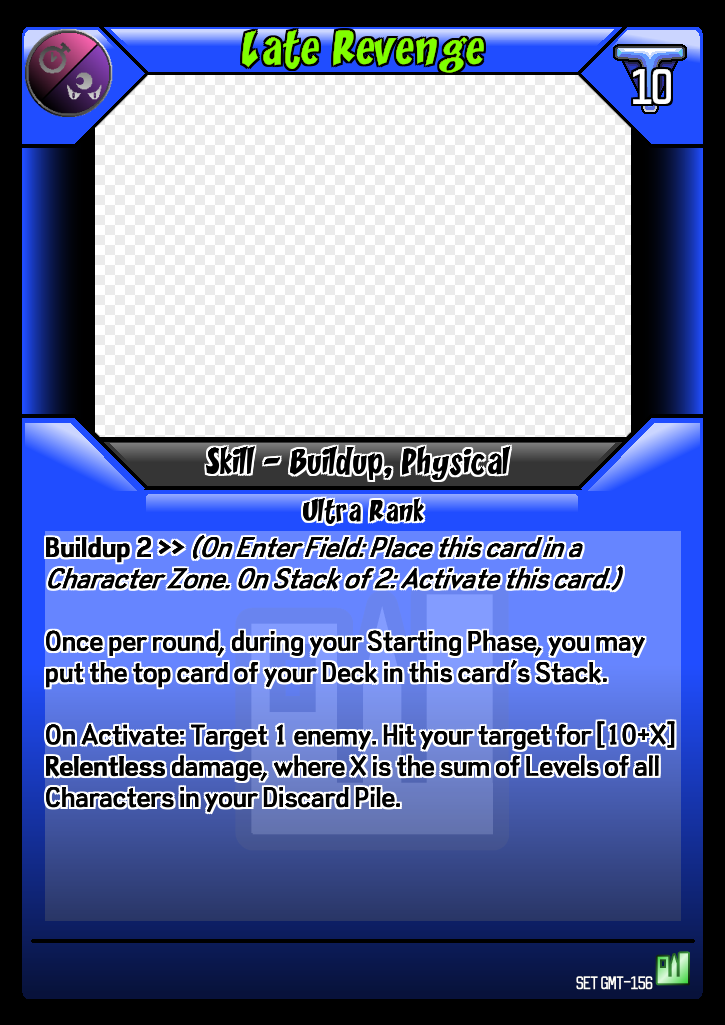 Late Revenge
10
Skill - Buildup, Physical
Ultra Rank
Buildup 2 >> (On Enter Field: Place this card in a
Character Zone. On Stack of 2: Activate this card.)
Once per round, during your Starting Phase, you may
put the top card of your Deck in this card's Stack.
On Activate: Target 1 enemy. Hit your target for [10+X]
Relentless damage, where X is the sum of Levels of all
Characters in your Discard Pile.
SET GMT-156